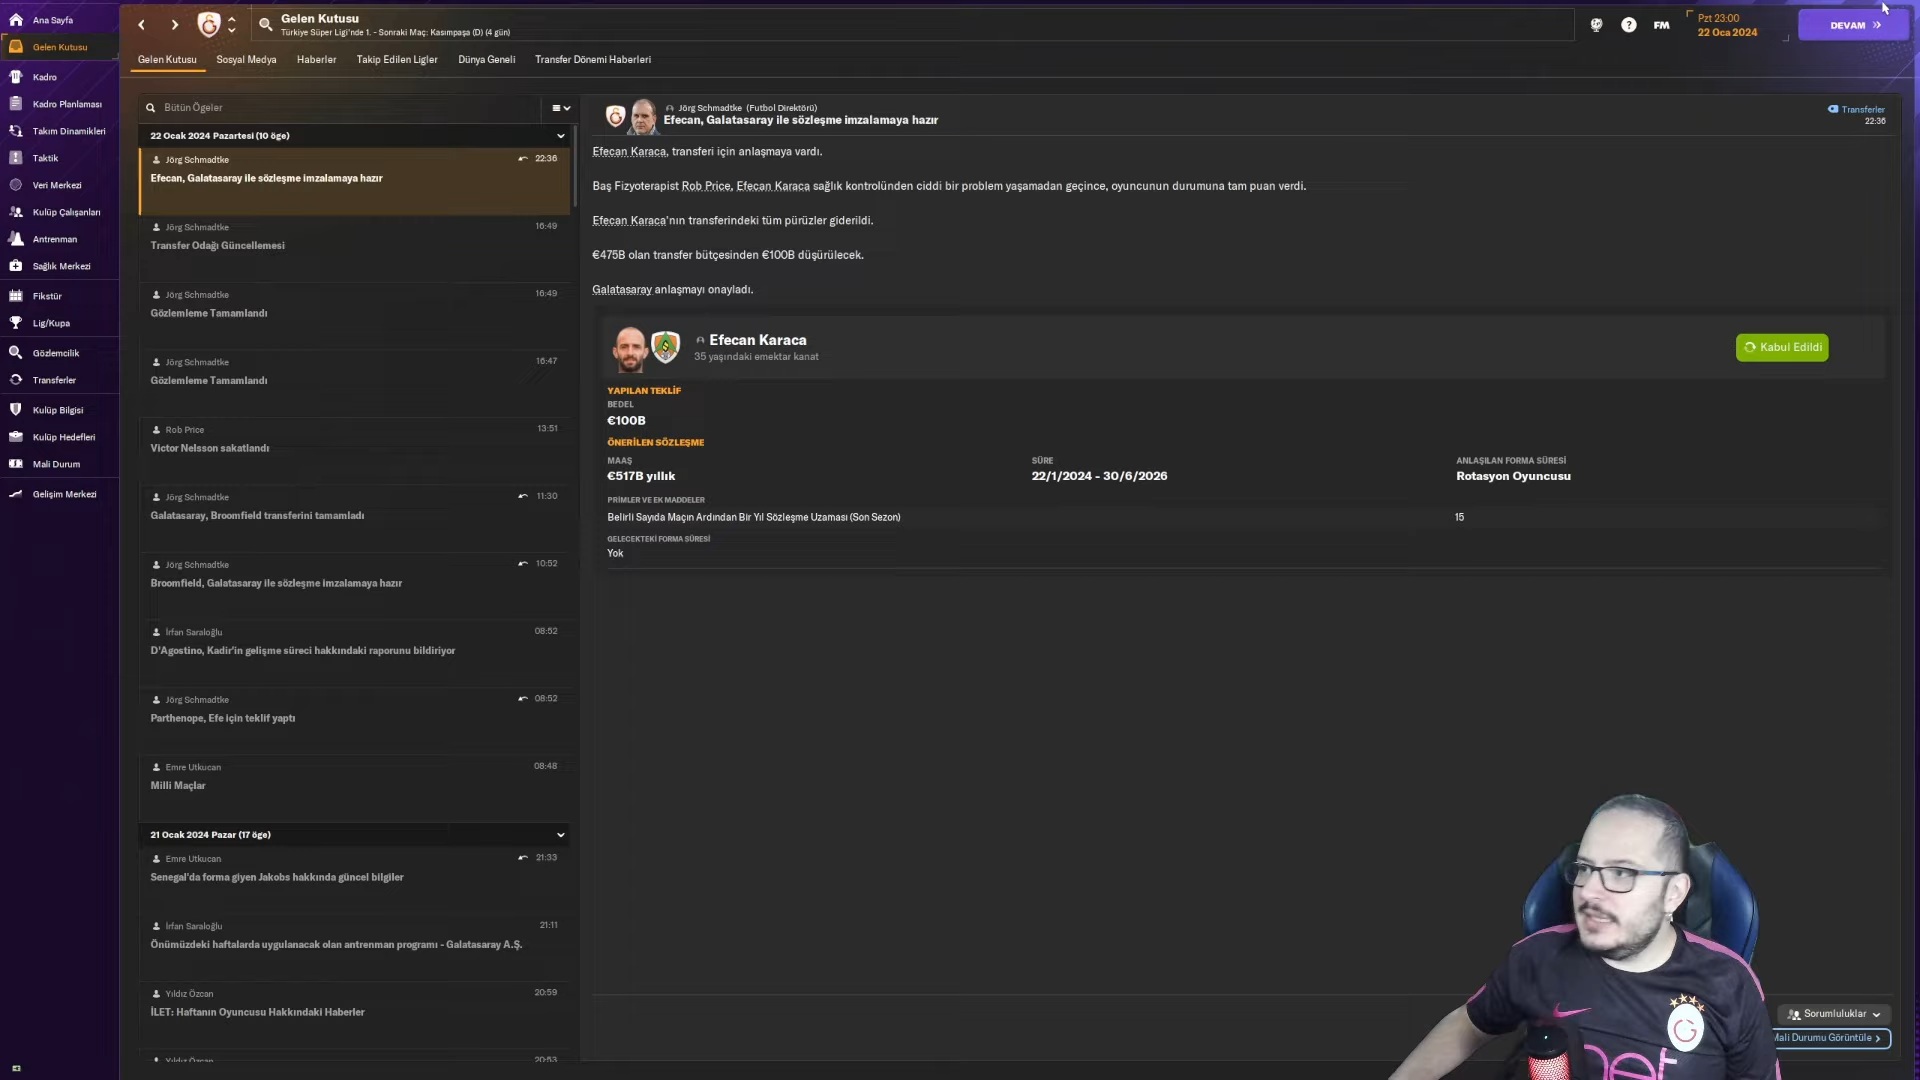 Ana Sayfa
Gelen Kutusu
Kadro
Kadro Planlaması
Takım Dinamikleri
Taktik
Veri Merkezi
Kulüp Çalışanları
Antrenman
Sağlık Merkezi
Fikstür
Lig/Kupa
Gözlemcilik
Transferler
Kulüp Bilgisi
Kulüp Hedefleri
Mali Durum
Gelişim Merkezi
Gelen Kutusu
Türkiye Süper Ligi'nde 1. - Sonraki Maç: Kasımpaşa (D) (4 gün)
FM
Pzt 23:00
22 Oca 2024
DEVAM
Gelen Kutusu Sosyal Medya Haberler Takip Edilen Ligler Dünya Geneli Transfer Dönemi Haberleri
Bütün Ögeler
22 Ocak 2024 Pazartesi (10 öge)
Jörg Schmadtke 22:36
Efecan, Galatasaray ile sözleşme imzalamaya hazır
Jörg Schmadtke 16:49
Transfer Odağı Güncellemesi
Jörg Schmadtke 16:49
Gözlemleme Tamamlandı
Jörg Schmadtke 16:47
Gözlemleme Tamamlandı
Rob Price 13:51
Victor Nelsson sakatlandı
Jörg Schmadtke 11:30
Galatasaray, Broomfield transferini tamamladı
Jörg Schmadtke 10:52
Broomfield, Galatasaray ile sözleşme imzalamaya hazır
İrfan Saraloğlu 08:52
D'Agostino, Kadir'in gelişme süreci hakkındaki raporunu bildiriyor
Jörg Schmadtke 08:52
Parthenope, Efe için teklif yaptı
Emre Utkucan 08:48
Milli Maçlar
21 Ocak 2024 Pazar (17 öge)
Emre Utkucan 21:33
Senegal'da forma giyen Jakobs hakkında güncel bilgiler
İrfan Saraloğlu 21:11
Önümüzdeki haftalarda uygulanacak olan antrenman programı - Galatasaray A.Ş.
Yıldız Özcan 20:59
İLET: Haftanın Oyuncusu Hakkındaki Haberler
Yıldız Özcan 20:53
Jörg Schmadtke (Futbol Direktörü)
Efecan, Galatasaray ile sözleşme imzalamaya hazır
Transferler
22:36
Efecan Karaca, transferi için anlaşmaya vardı.
Baş Fizyoterapist Rob Price, Efecan Karaca sağlık kontrolünden ciddi bir problem yaşamadan geçince, oyuncunun durumuna tam puan verdi.
Efecan Karaca'nın transferindeki tüm pürüzler giderildi.
€475B olan transfer bütçesinden €100B düşürülecek.
Galatasaray anlaşmayı onayladı.
Efecan Karaca
35 yaşındaki emektar kanat
Kabul Edildi
YAPILAN TEKLİF
BEDEL
€100B
ÖNERİLEN SÖZLEŞME
MAAŞ SÜRE ANLAŞILAN FORMA SÜRESİ
€517B yıllık 22/1/2024 - 30/6/2026 Rotasyon Oyuncusu
PRİMLER VE EK MADDELER
Belirli Sayıda Maçın Ardından Bir Yıl Sözleşme Uzaması (Son Sezon) 15
GELECEKTEKİ FORMA SÜRESİ
Yok
Sorumluluklar
Mali Durumu Görüntüle